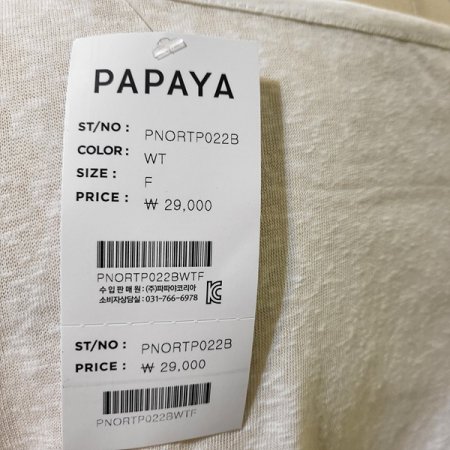 PAPAYA
ST/NO : PNORTP022B
COLOR: WT
SIZE : F
PRICE : ₩ 29,000
PNORTP022BWTF
수 입 판 매 원 : (주)파파야코리아
소비자상담실 : 031-766-6978
ST/NO : PNORTP022B
PRICE : ₩ 29,000
PNORTP022BWTF